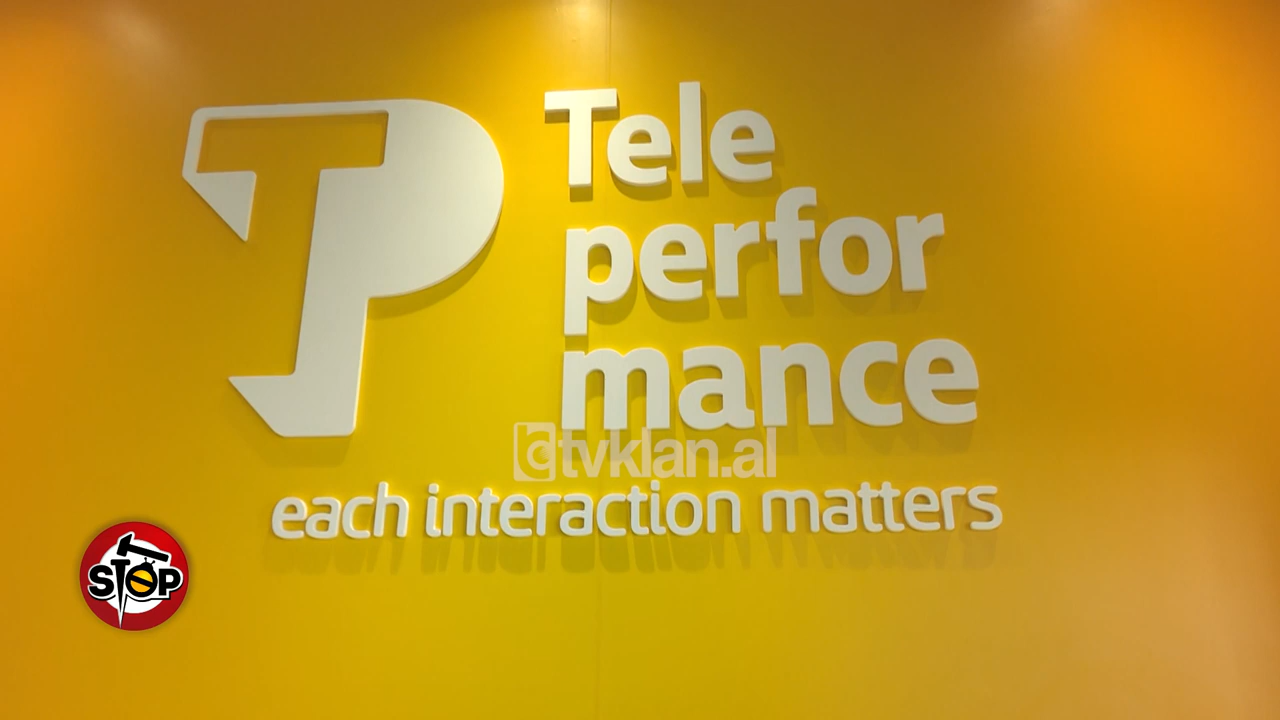 Tele
perfor
mance
tvklan.al
each interaction matters
STOP